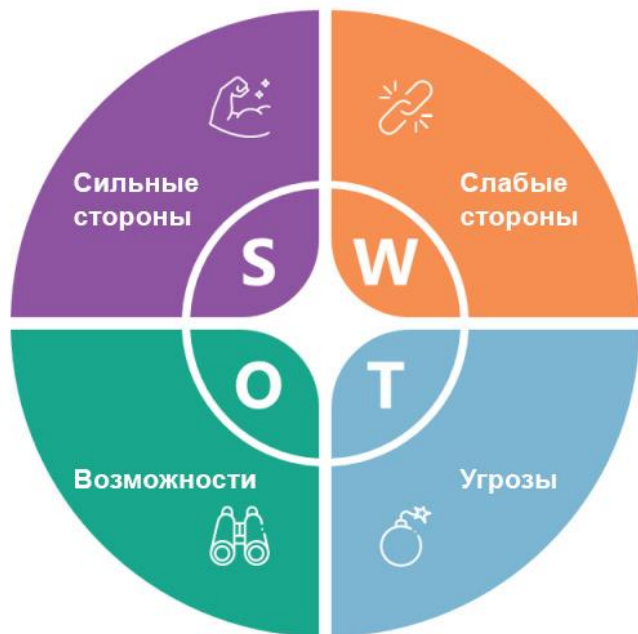 Сильные
стороны
Слабые
стороны
S
W
O
T
Возможности
Угрозы